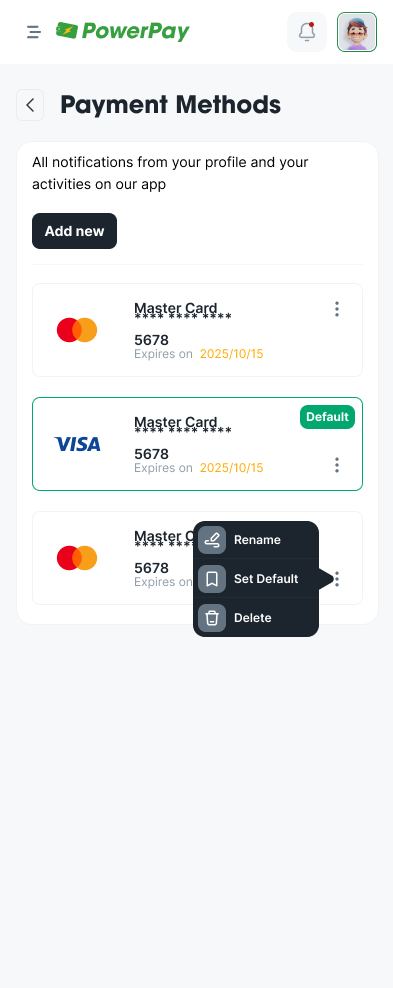 PowerPay
Payment Methods
All notifications from your profile and your
activities on our app
Add new
Master Card
**** **** ****
5678
Expires on 2025/10/15
VISA
Default
Master Card
**** **** ****
5678
Expires on 2025/10/15
Master C
**** ****
5678
Expires on
Rename
Set Default
Delete